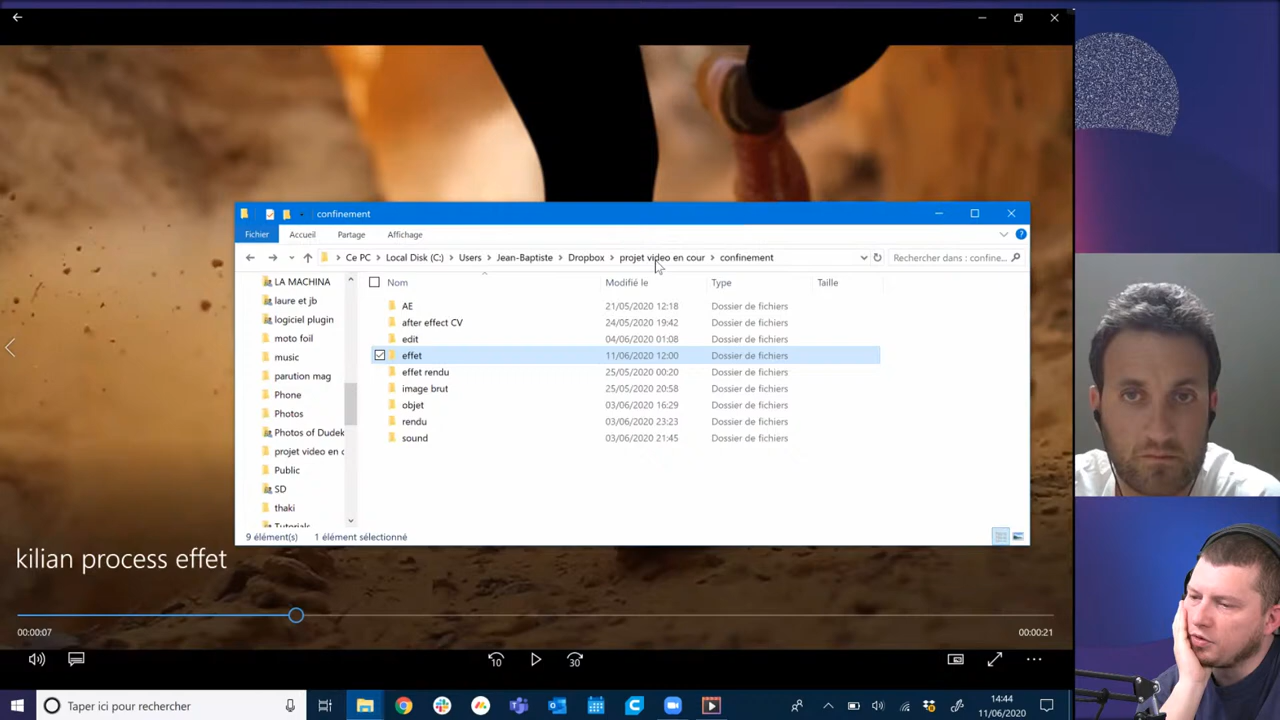 confinement
Fichier Accueil Partage Affichage
Ce PC Local Disk (C:) Users Jean-Baptiste Dropbox projet video en cour confinement
Rechercher dans : confine...
Nom Modifié le Type Taille
LA MACHINA
laure et jb
logiciel plugin
moto foil
music
parution mag
Phone
Photos
Photos of Dudek
projet video en c
Public
SD
thaki
Tutorials
AE 21/05/2020 12:18 Dossier de fichiers
after effect CV 24/05/2020 19:42 Dossier de fichiers
edit 04/06/2020 01:08 Dossier de fichiers
effet 11/06/2020 12:00 Dossier de fichiers
effet rendu 25/05/2020 00:20 Dossier de fichiers
image brut 25/05/2020 20:58 Dossier de fichiers
objet 03/06/2020 16:29 Dossier de fichiers
rendu 03/06/2020 23:23 Dossier de fichiers
sound 03/06/2020 21:45 Dossier de fichiers
9 élément(s) 1 élément sélectionné
kilian process effet
00:00:07 00:00:21
10 30
Taper ici pour rechercher
14:44
11/06/2020